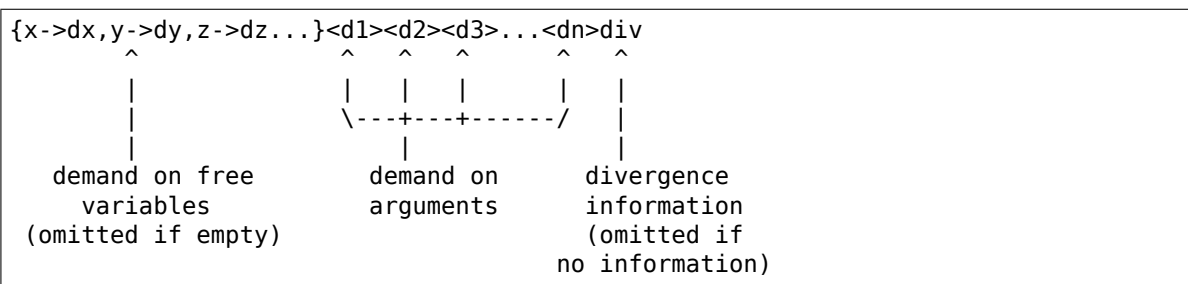 {x->dx,y->dy,z->dz...}<d1><d2><d3>...<dn>div
        ^                ^   ^   ^      ^   ^
        |                |   |   |      |   |
        |                \---+---+------/   |
        |                    |              |
   demand on free        demand on      divergence
     variables           arguments      information
 (omitted if empty)                     (omitted if
                                      no information)